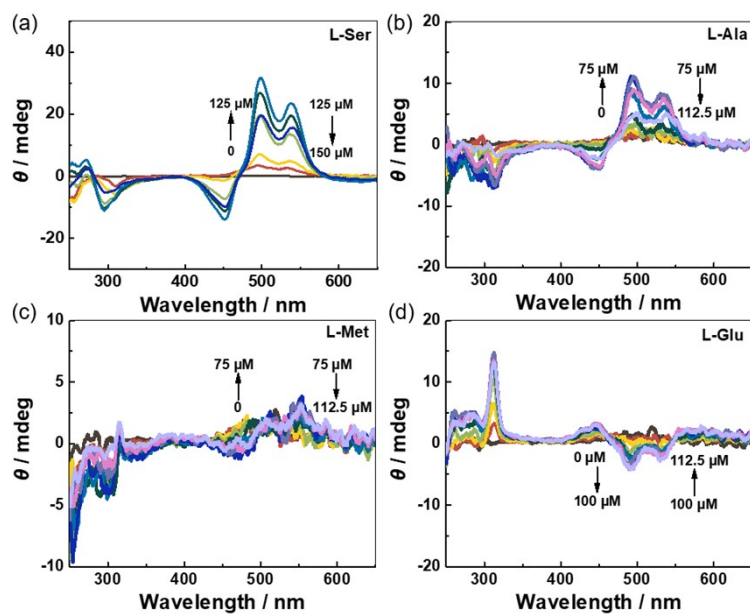 (a)
L-Ser
θ / mdeg
40
20
0
-20
125 μM
0
125 μM
150 μM
300
400
500
600
Wavelength / nm
(b)
L-Ala
θ / mdeg
20
10
0
-10
-20
75 μM
0
75 μM
112.5 μM
300
400
500
600
Wavelength / nm
(c)
L-Met
θ / mdeg
10
5
0
-5
-10
75 μM
0
75 μM
112.5 μM
300
400
500
600
Wavelength / nm
(d)
L-Glu
θ / mdeg
20
10
0
-10
-20
0 μM
100 μM
112.5 μM
100 μM
300
400
500
600
Wavelength / nm